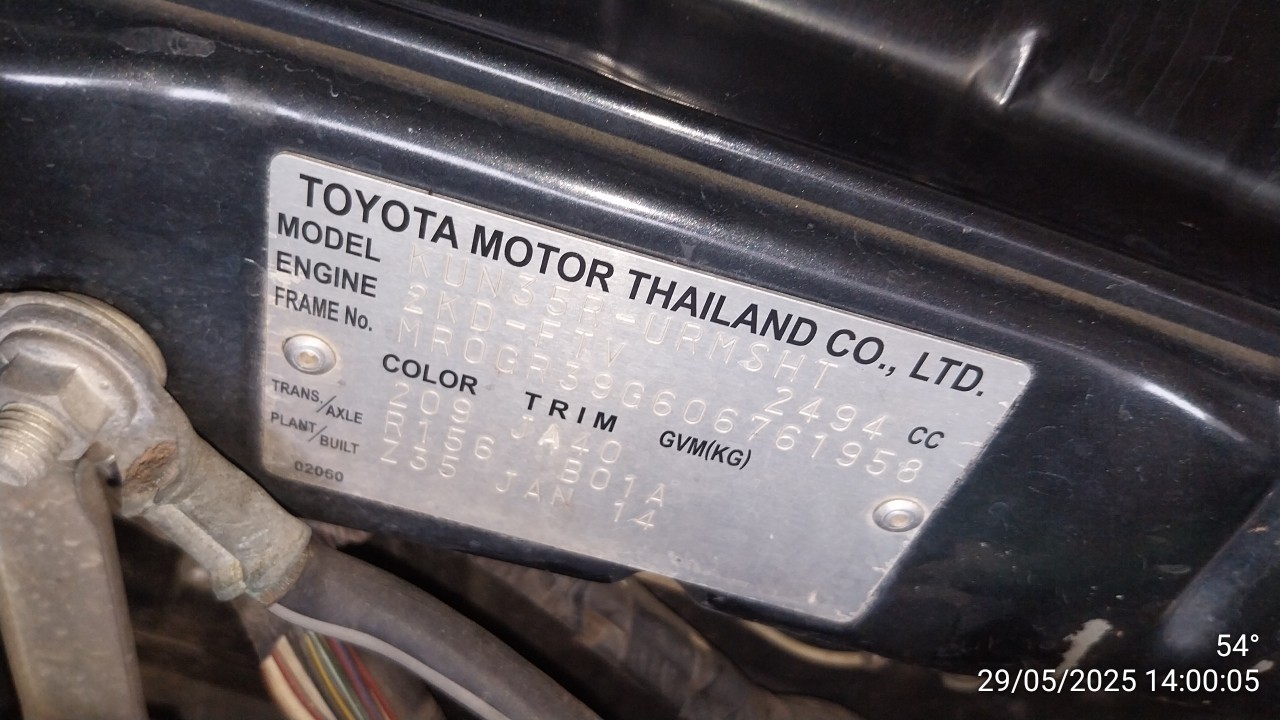 TOYOTA MOTOR THAILAND CO., LTD.
MODEL KUN35R-URMSHT
ENGINE 2KD-FTV 2494 CC
FRAME No. MR0GR39G606761958
COLOR TRIM GVM(KG)
209 JA40
TRANS./AXLE R156 B01A
PLANT/BUILT Z35 JAN 14
02060
54°
29/05/2025 14:00:05